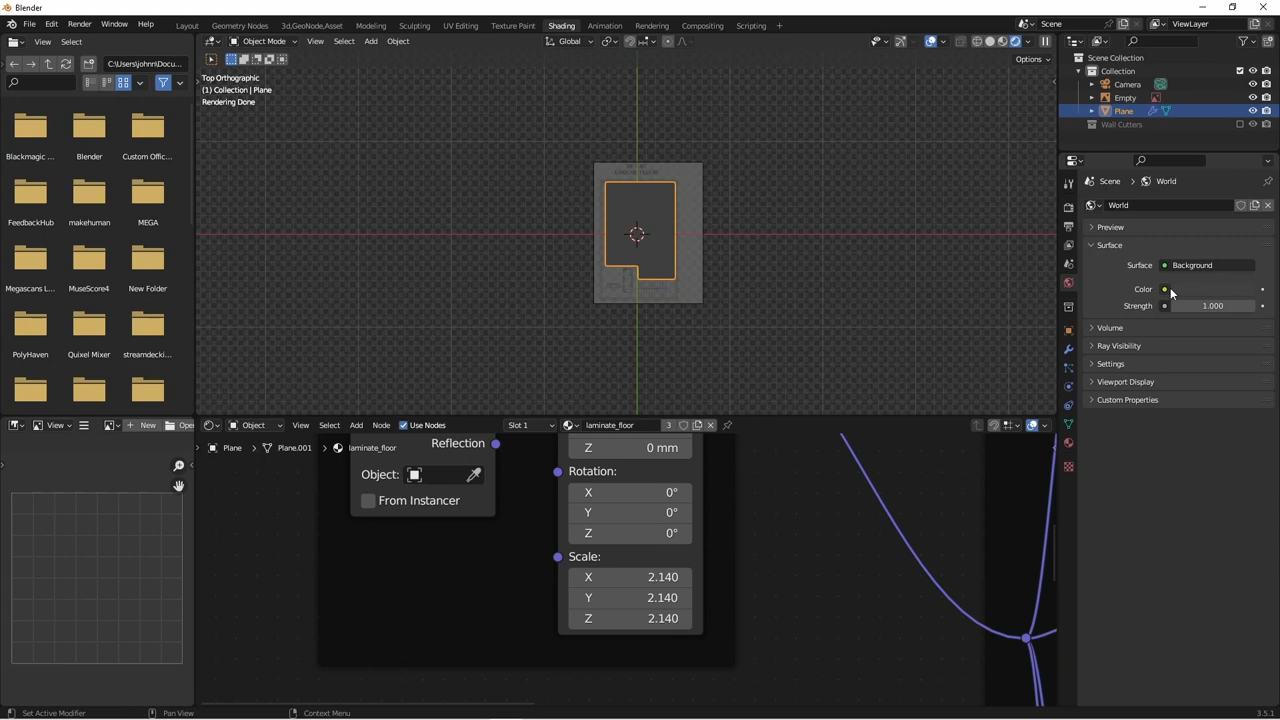 Blender
File Edit Render Window Help Layout Geometry Nodes 3d.GeoNode,Asset Modeling Sculpting UV Editing Texture Paint Shading Animation Rendering Compositing Scripting + Scene ViewLayer
View Select Object Mode View Select Add Object Global
C:\Users\johnn\Docu...
Options
Top Orthographic
(1) Collection | Plane
Rendering Done
Blackmagic ... Blender Custom Offic...
FeedbackHub makehuman MEGA
Megascans L... MuseScore4 New Folder
PolyHaven Quixel Mixer streamdecki...
Scene Collection
Collection
Camera
Empty
Plane
Wall Cutters
Scene World
World
Preview
Surface
Surface Background
Color
Strength 1.000
Volume
Ray Visibility
Settings
Viewport Display
Custom Properties
View + New Open
Object View Select Add Node Use Nodes Slot 1 laminate_floor 3
Plane > Plane.001 > laminate_floor
Reflection
Object:
From Instancer
Z 0 mm
Rotation:
X 0°
Y 0°
Z 0°
Scale:
X 2.140
Y 2.140
Z 2.140
Set Active Modifier Pan View Context Menu 3.5.1